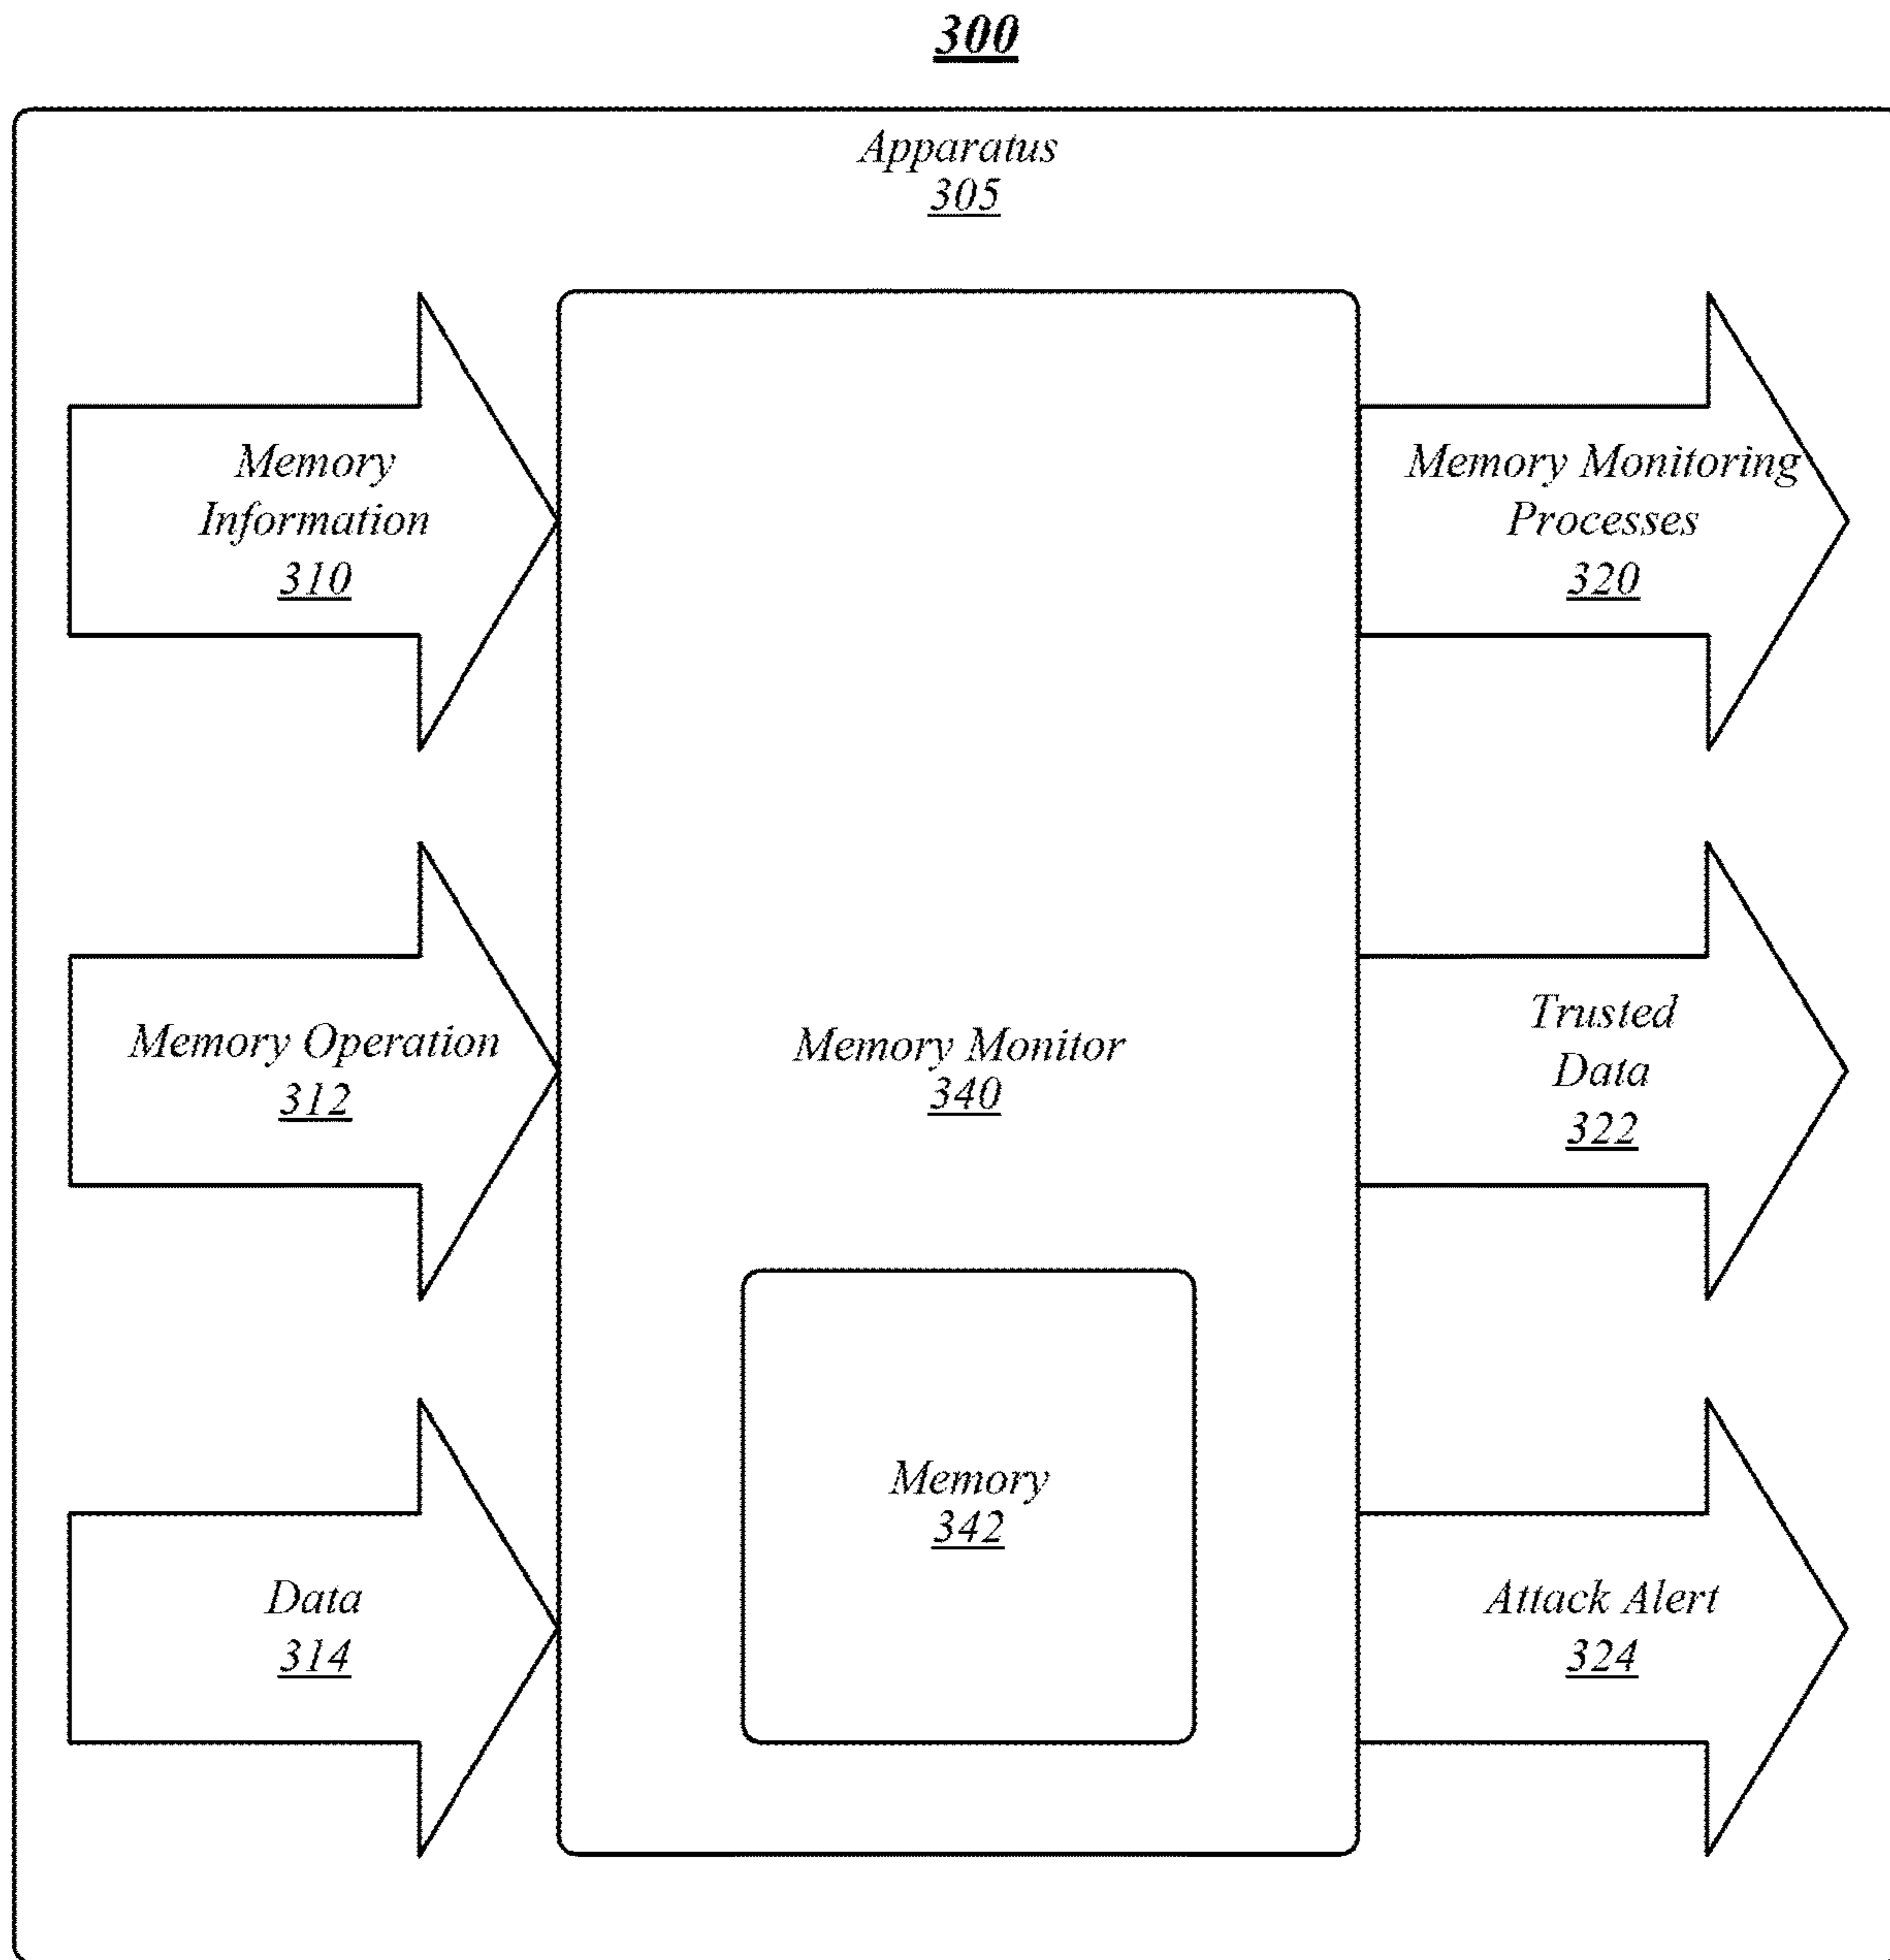 300
Apparatus
305
Memory
Information
310
Memory Monitoring
Processes
320
Memory Operation
312
Memory Monitor
340
Trusted
Data
322
Memory
342
Data
314
Attack Alert
324